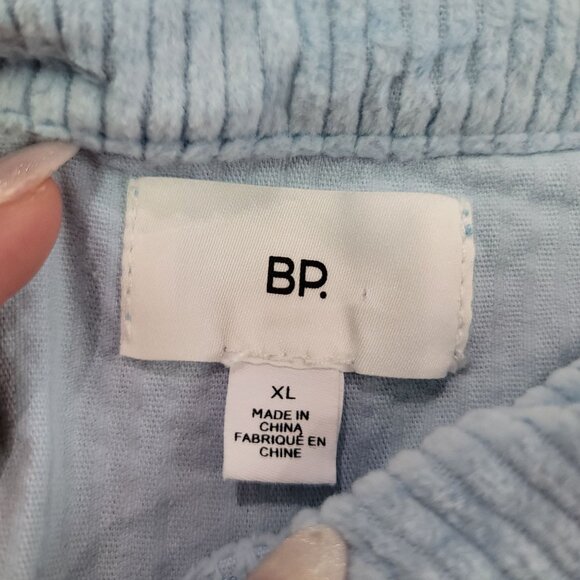 BP.
XL
MADE IN
CHINA
FABRIQUÉ EN
CHINE